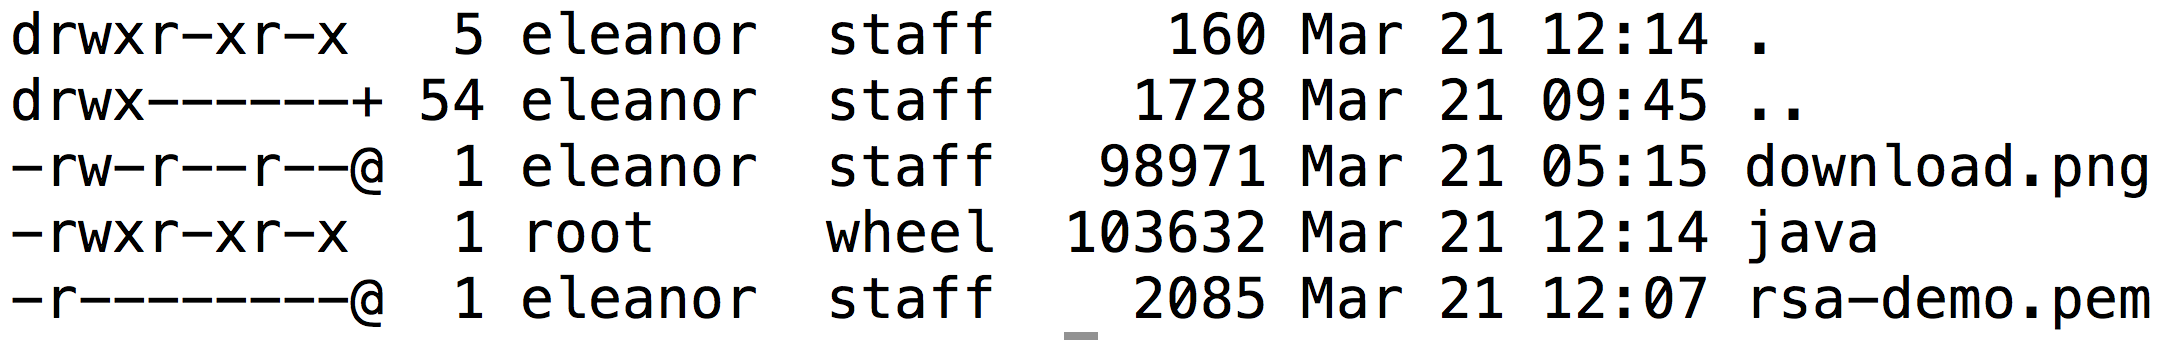 drwxr-xr-x   5 eleanor  staff     160 Mar 21 12:14 .
drwx------+ 54 eleanor  staff    1728 Mar 21 09:45 ..
-rw-r--r--@  1 eleanor  staff   98971 Mar 21 05:15 download.png
-rwxr-xr-x   1 root     wheel  103632 Mar 21 12:14 java
-r--------@  1 eleanor  staff    2085 Mar 21 12:07 rsa-demo.pem